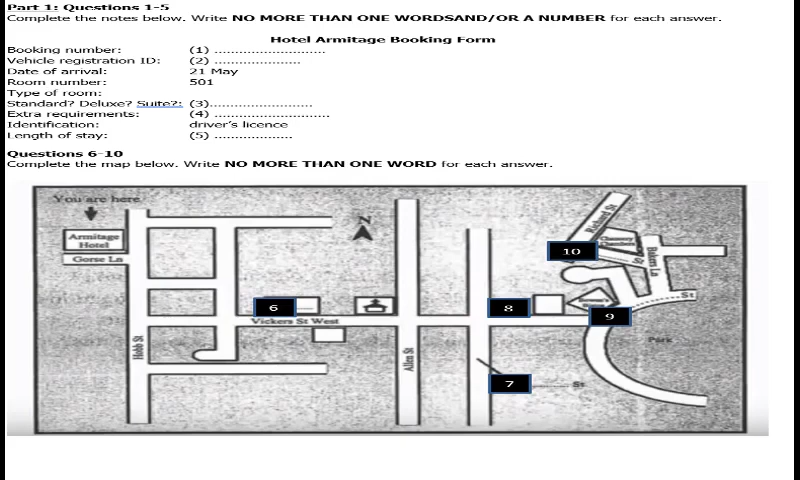 Part 1: Questions 1-5
Complete the notes below. Write NO MORE THAN ONE WORDSAND/OR A NUMBER for each answer.
Hotel Armitage Booking Form
Booking number: (1) ..........................
Vehicle registration ID: (2) ....................
Date of arrival: 21 May
Room number: 501
Type of room:
Standard? Deluxe? Suite?: (3)........................
Extra requirements: (4) ...........................
Identification: driver's licence
Length of stay: (5) ..................
Questions 6-10
Complete the map below. Write NO MORE THAN ONE WORD for each answer.
You are here
N
Richard St
Armitage
Hotel
Chancery
Chambers
10
St
Bakers Ln
Gorse Ln
St
6
8
9
Vickers St West
Hobb St
Allen St
Park
7
St